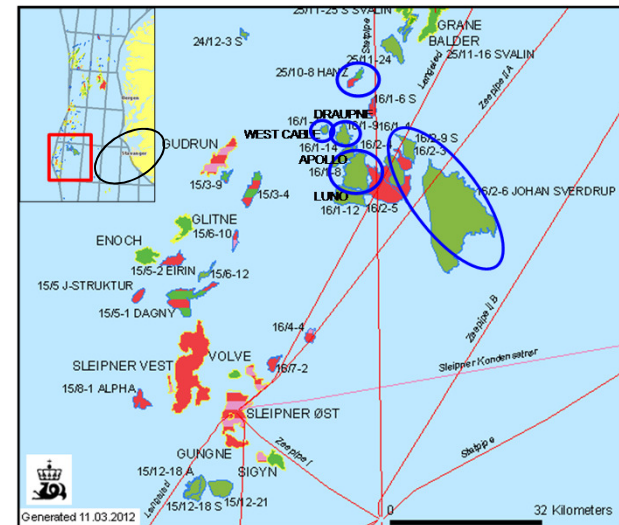 25/11-25 S SVALIN
GRANE
BALDER
24/12-3 S
25/11-24
25/11-16 SVALIN
Statpipe
Langeled
Zeepipe II A
25/10-8 HANZ
16/1-6 S
DRAUPNE
WEST CABLE
16/1-9
16/1-4
16/1-14
16/2-4
16/2-9 S
16/2-3
GUDRUN
APOLLO
16/1-8
15/3-9
15/3-4
LUNO
16/1-12
16/2-5
16/2-6 JOHAN SVERDRUP
GLITNE
15/6-10
ENOCH
15/5-2 EIRIN
15/6-12
15/5 J-STRUKTUR
15/5-1 DAGNY
Zeepipe II B
16/4-4
VOLVE
SLEIPNER VEST
16/7-2
Sleipner Kondensatrør
15/8-1 ALPHA
SLEIPNER ØST
Zeepipe I
Statpipe
GUNGNE
SIGYN
15/12-18 A
Langeled
15/12-18 S
15/12-21
Generated 11.03.2012
0
32 Kilometers